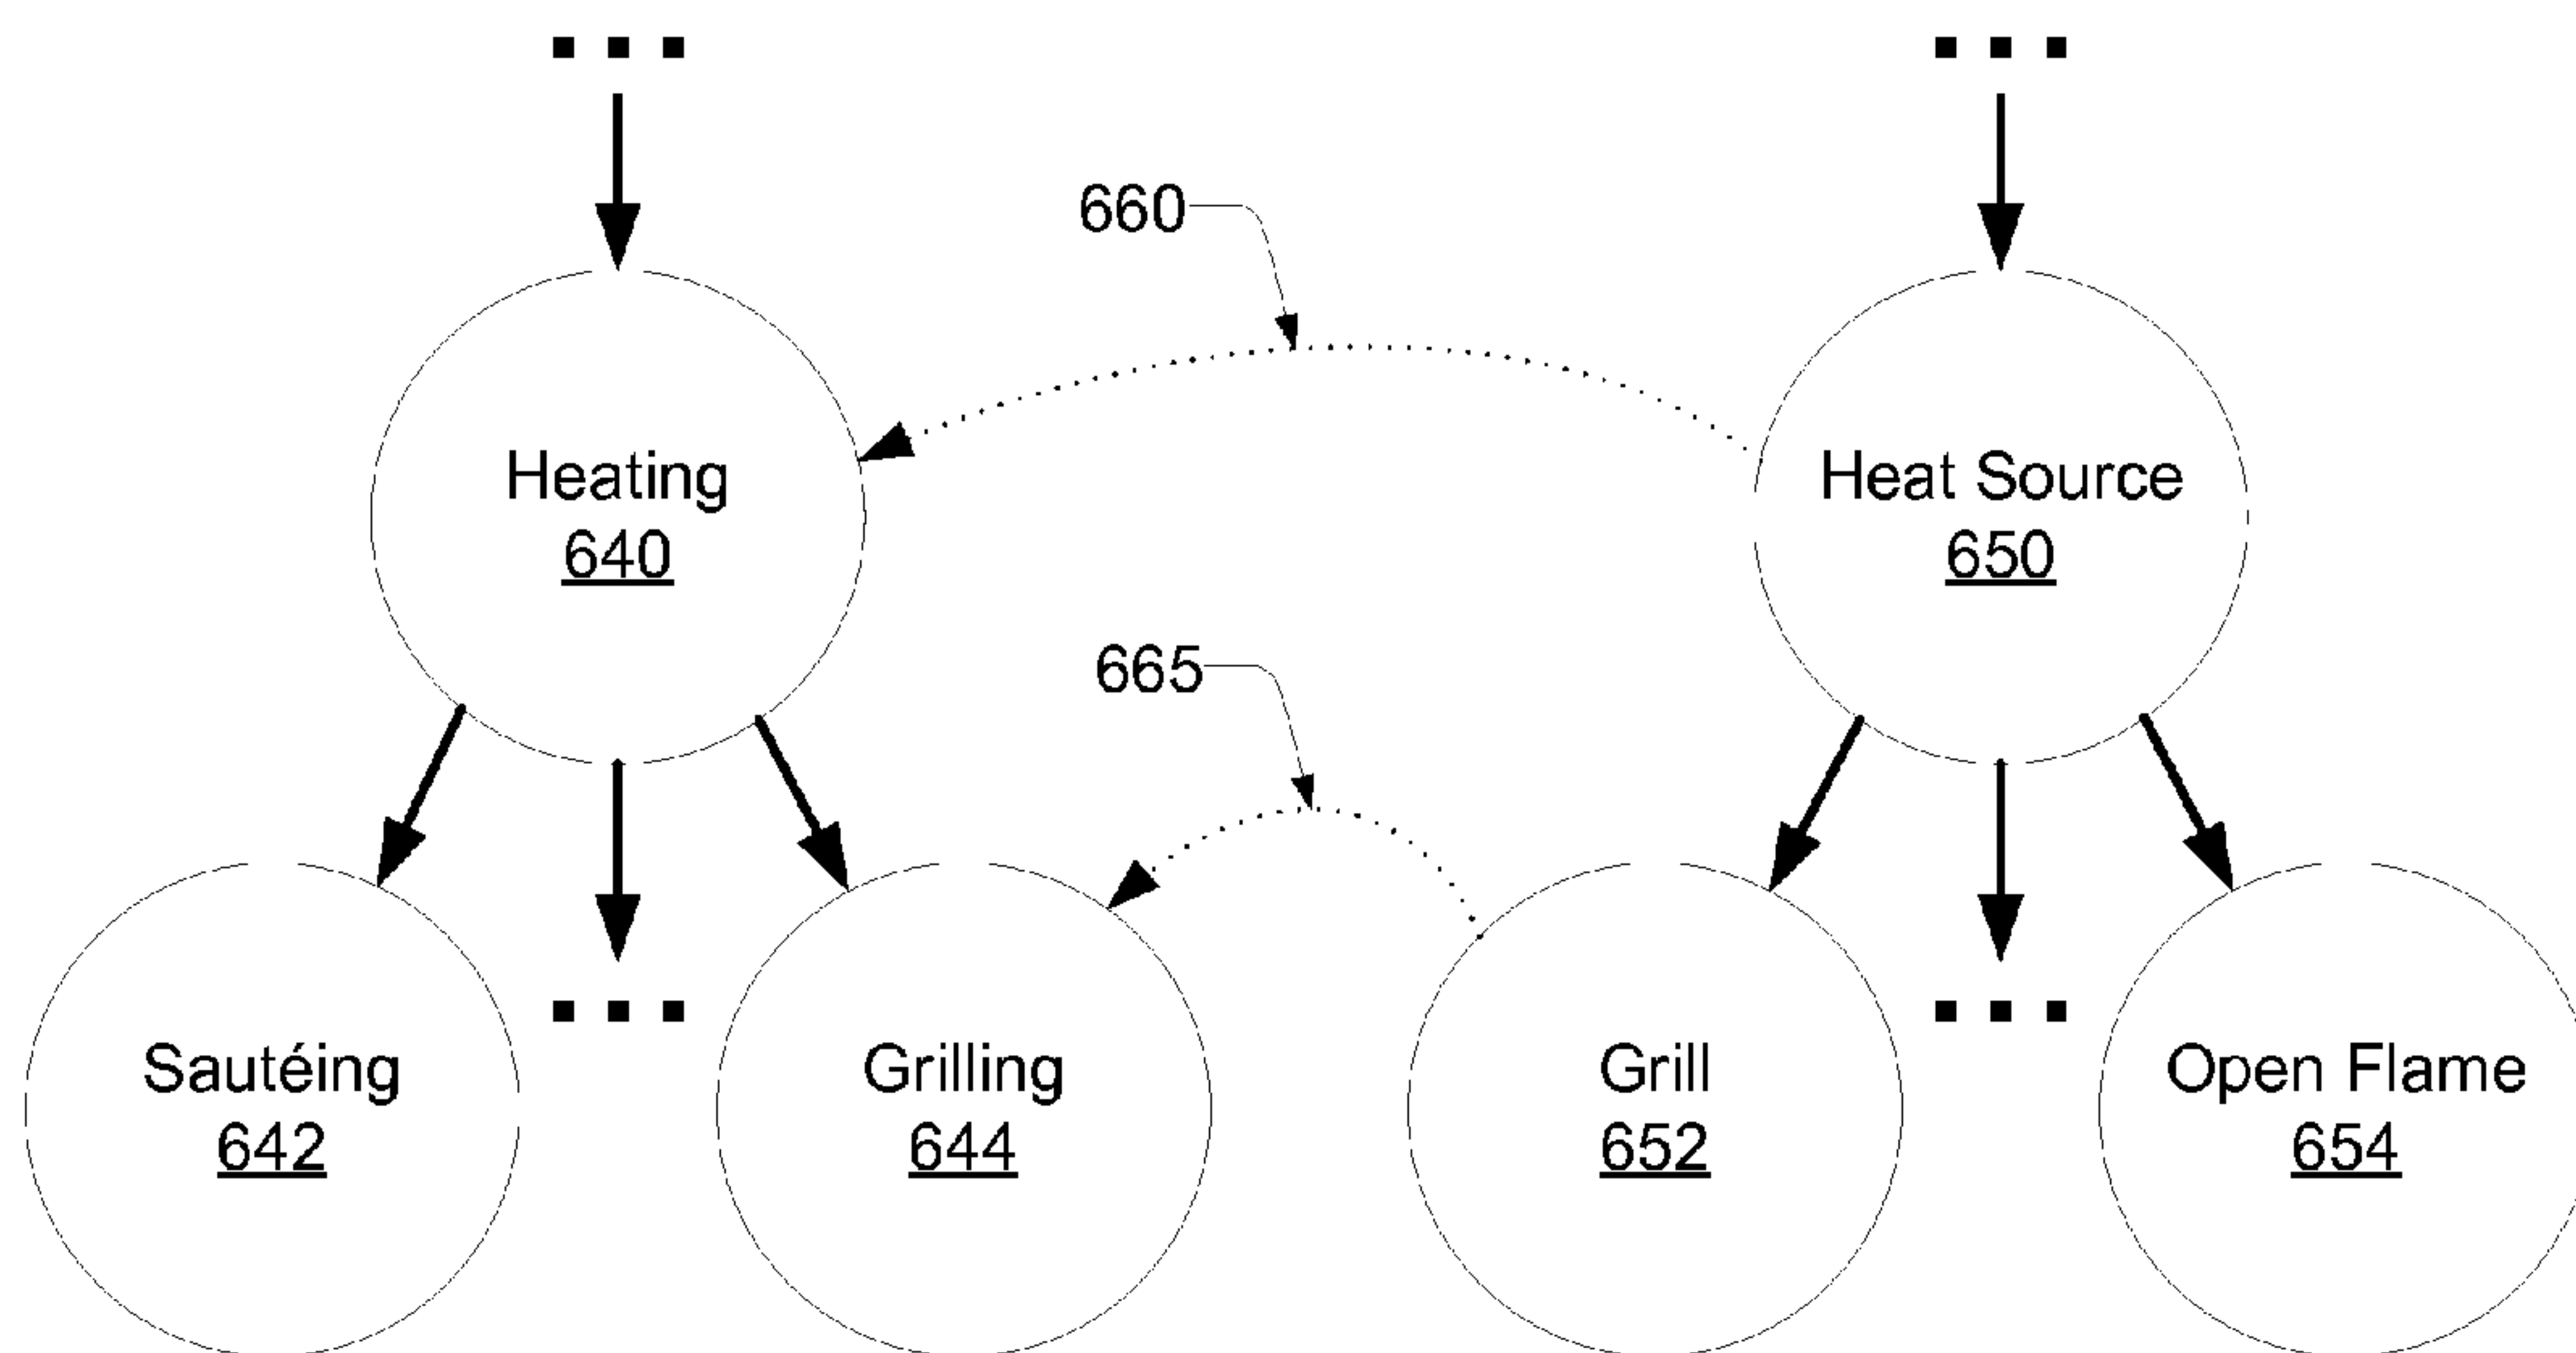 660
Heating
640
Heat Source
650
665
Sautéing
642
Grilling
644
Grill
652
Open Flame
654